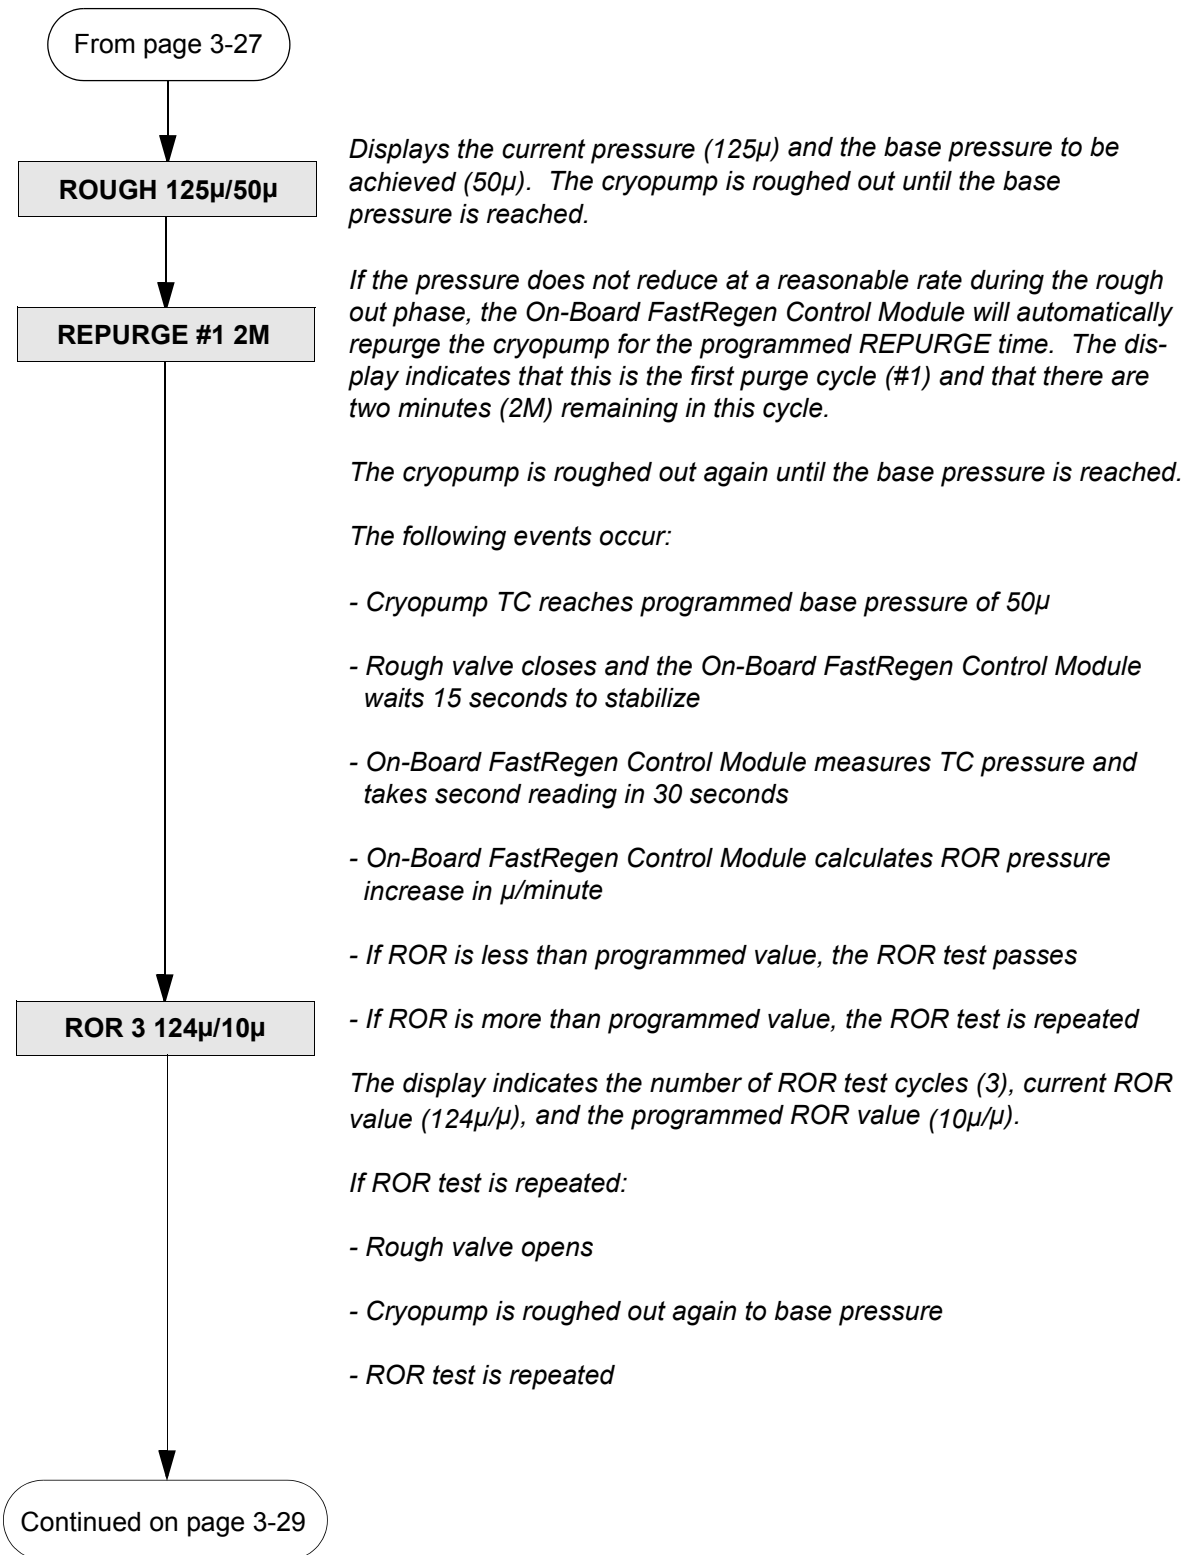 From page 3-27
Displays the current pressure (125µ) and the base pressure to be
achieved (50µ).  The cryopump is roughed out until the base
pressure is reached.
ROUGH 125µ/50µ
If the pressure does not reduce at a reasonable rate during the rough
out phase, the On-Board FastRegen Control Module will automatically
repurge the cryopump for the programmed REPURGE time.  The dis-
play indicates that this is the first purge cycle (#1) and that there are
two minutes (2M) remaining in this cycle.
REPURGE #1 2M
The cryopump is roughed out again until the base pressure is reached.
The following events occur:
- Cryopump TC reaches programmed base pressure of 50µ
- Rough valve closes and the On-Board FastRegen Control Module
waits 15 seconds to stabilize
- On-Board FastRegen Control Module measures TC pressure and
takes second reading in 30 seconds
- On-Board FastRegen Control Module calculates ROR pressure
increase in µ/minute
- If ROR is less than programmed value, the ROR test passes
- If ROR is more than programmed value, the ROR test is repeated
ROR 3 124µ/10µ
The display indicates the number of ROR test cycles (3), current ROR
value (124µ/µ), and the programmed ROR value (10µ/µ).
If ROR test is repeated:
- Rough valve opens
- Cryopump is roughed out again to base pressure
- ROR test is repeated
Continued on page 3-29